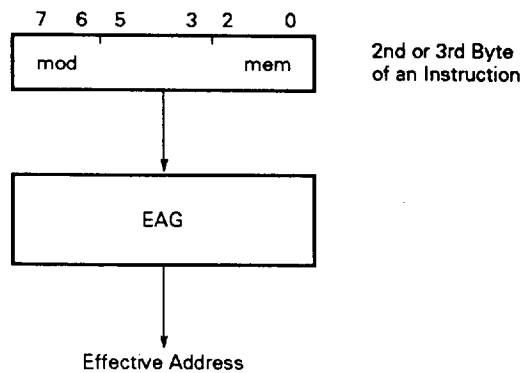 7 6 5 3 2 0
mod mem
2nd or 3rd Byte
of an Instruction
EAG
Effective Address